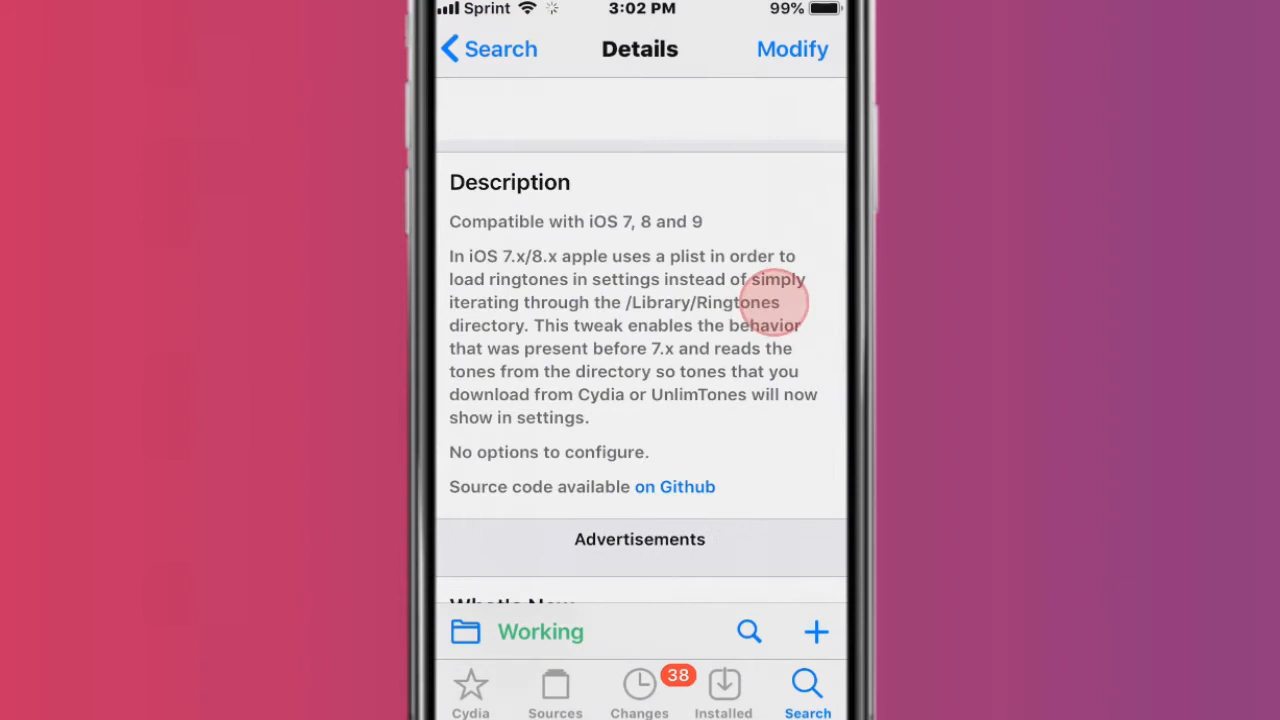 Sprint 3:02 PM 99%
Search Details Modify
Description
Compatible with iOS 7, 8 and 9
In iOS 7.x/8.x apple uses a plist in order to
load ringtones in settings instead of simply
iterating through the /Library/Ringtones
directory. This tweak enables the behavior
that was present before 7.x and reads the
tones from the directory so tones that you
download from Cydia or UnlimTones will now
show in settings.
No options to configure.
Source code available on Github
Advertisements
What's New
Working
38
Cydia Sources Changes Installed Search